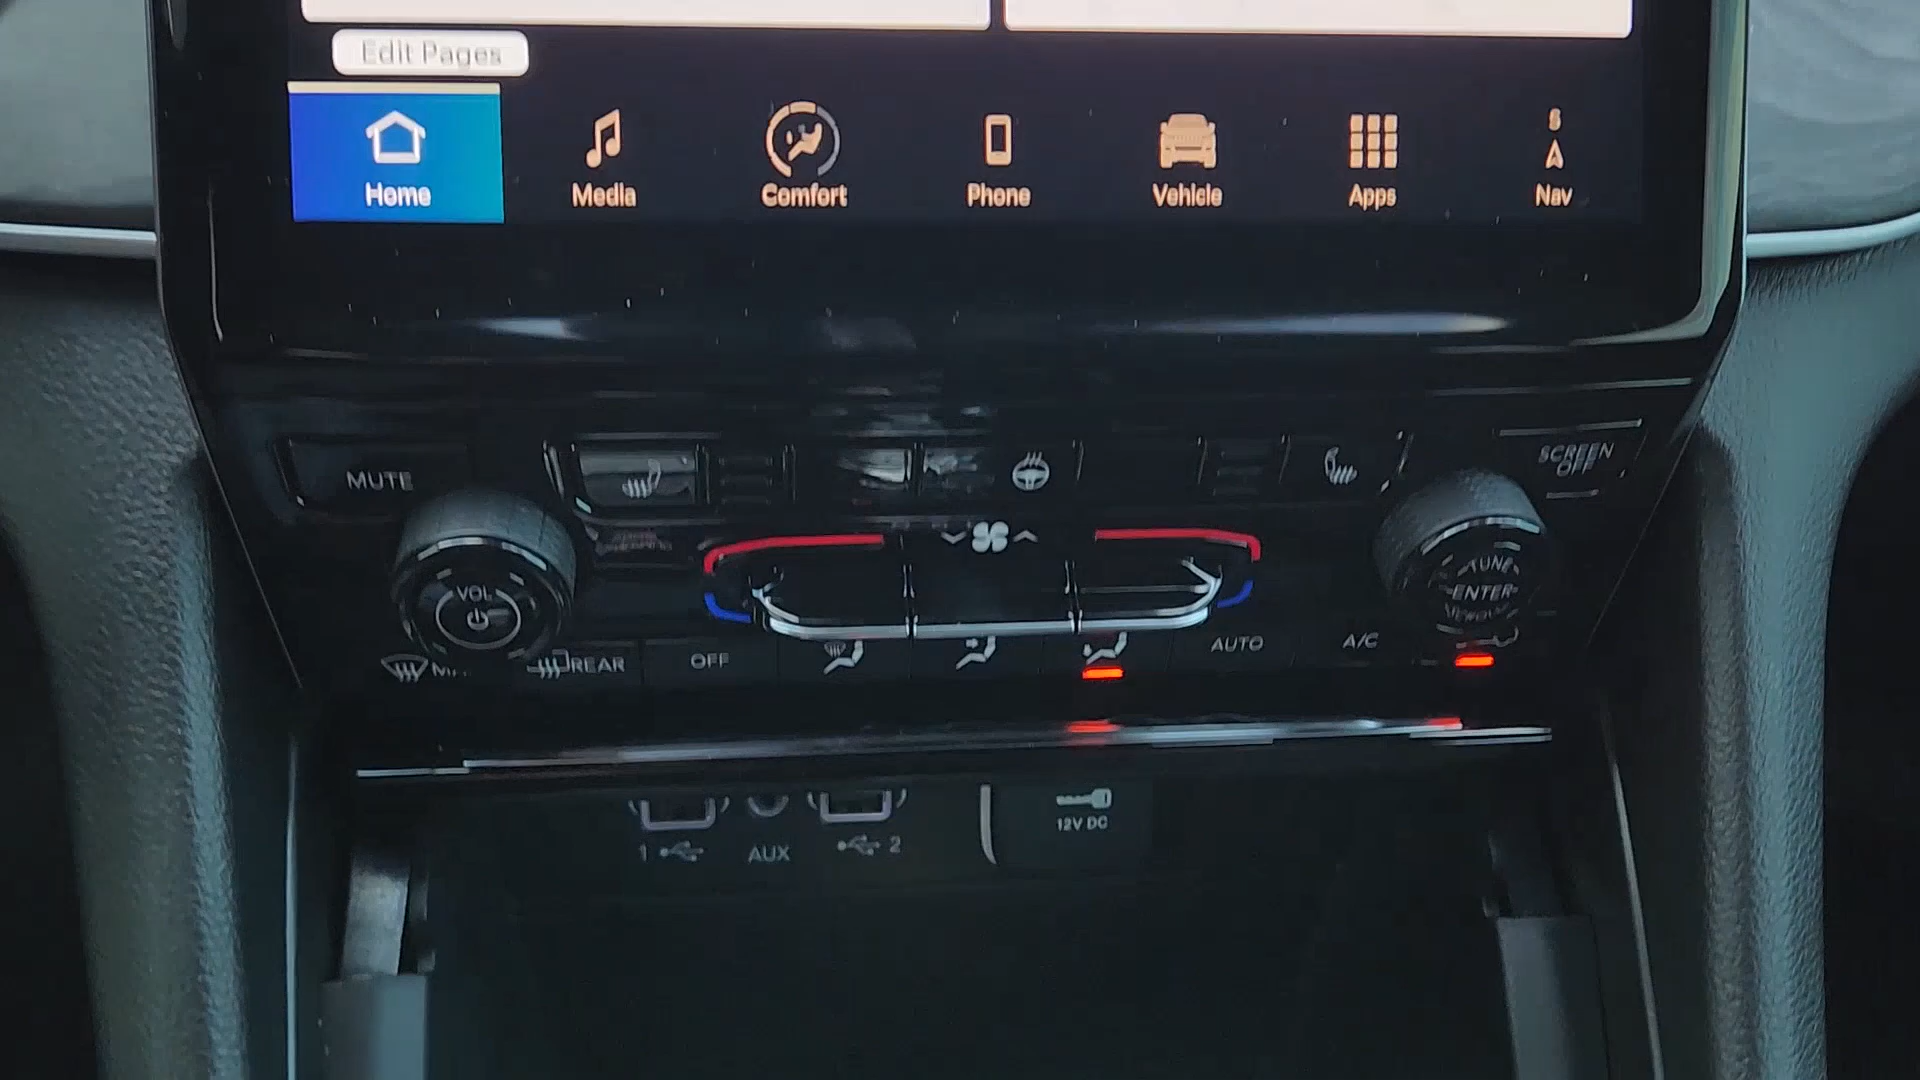 Edit Pages
Home
Media
Comfort
Phone
Vehicle
Apps
Nav
MUTE
SCREEN
OFF
VOL
TUNE
ENTER
REAR
OFF
AUTO
A/C
1
AUX
2
12V DC